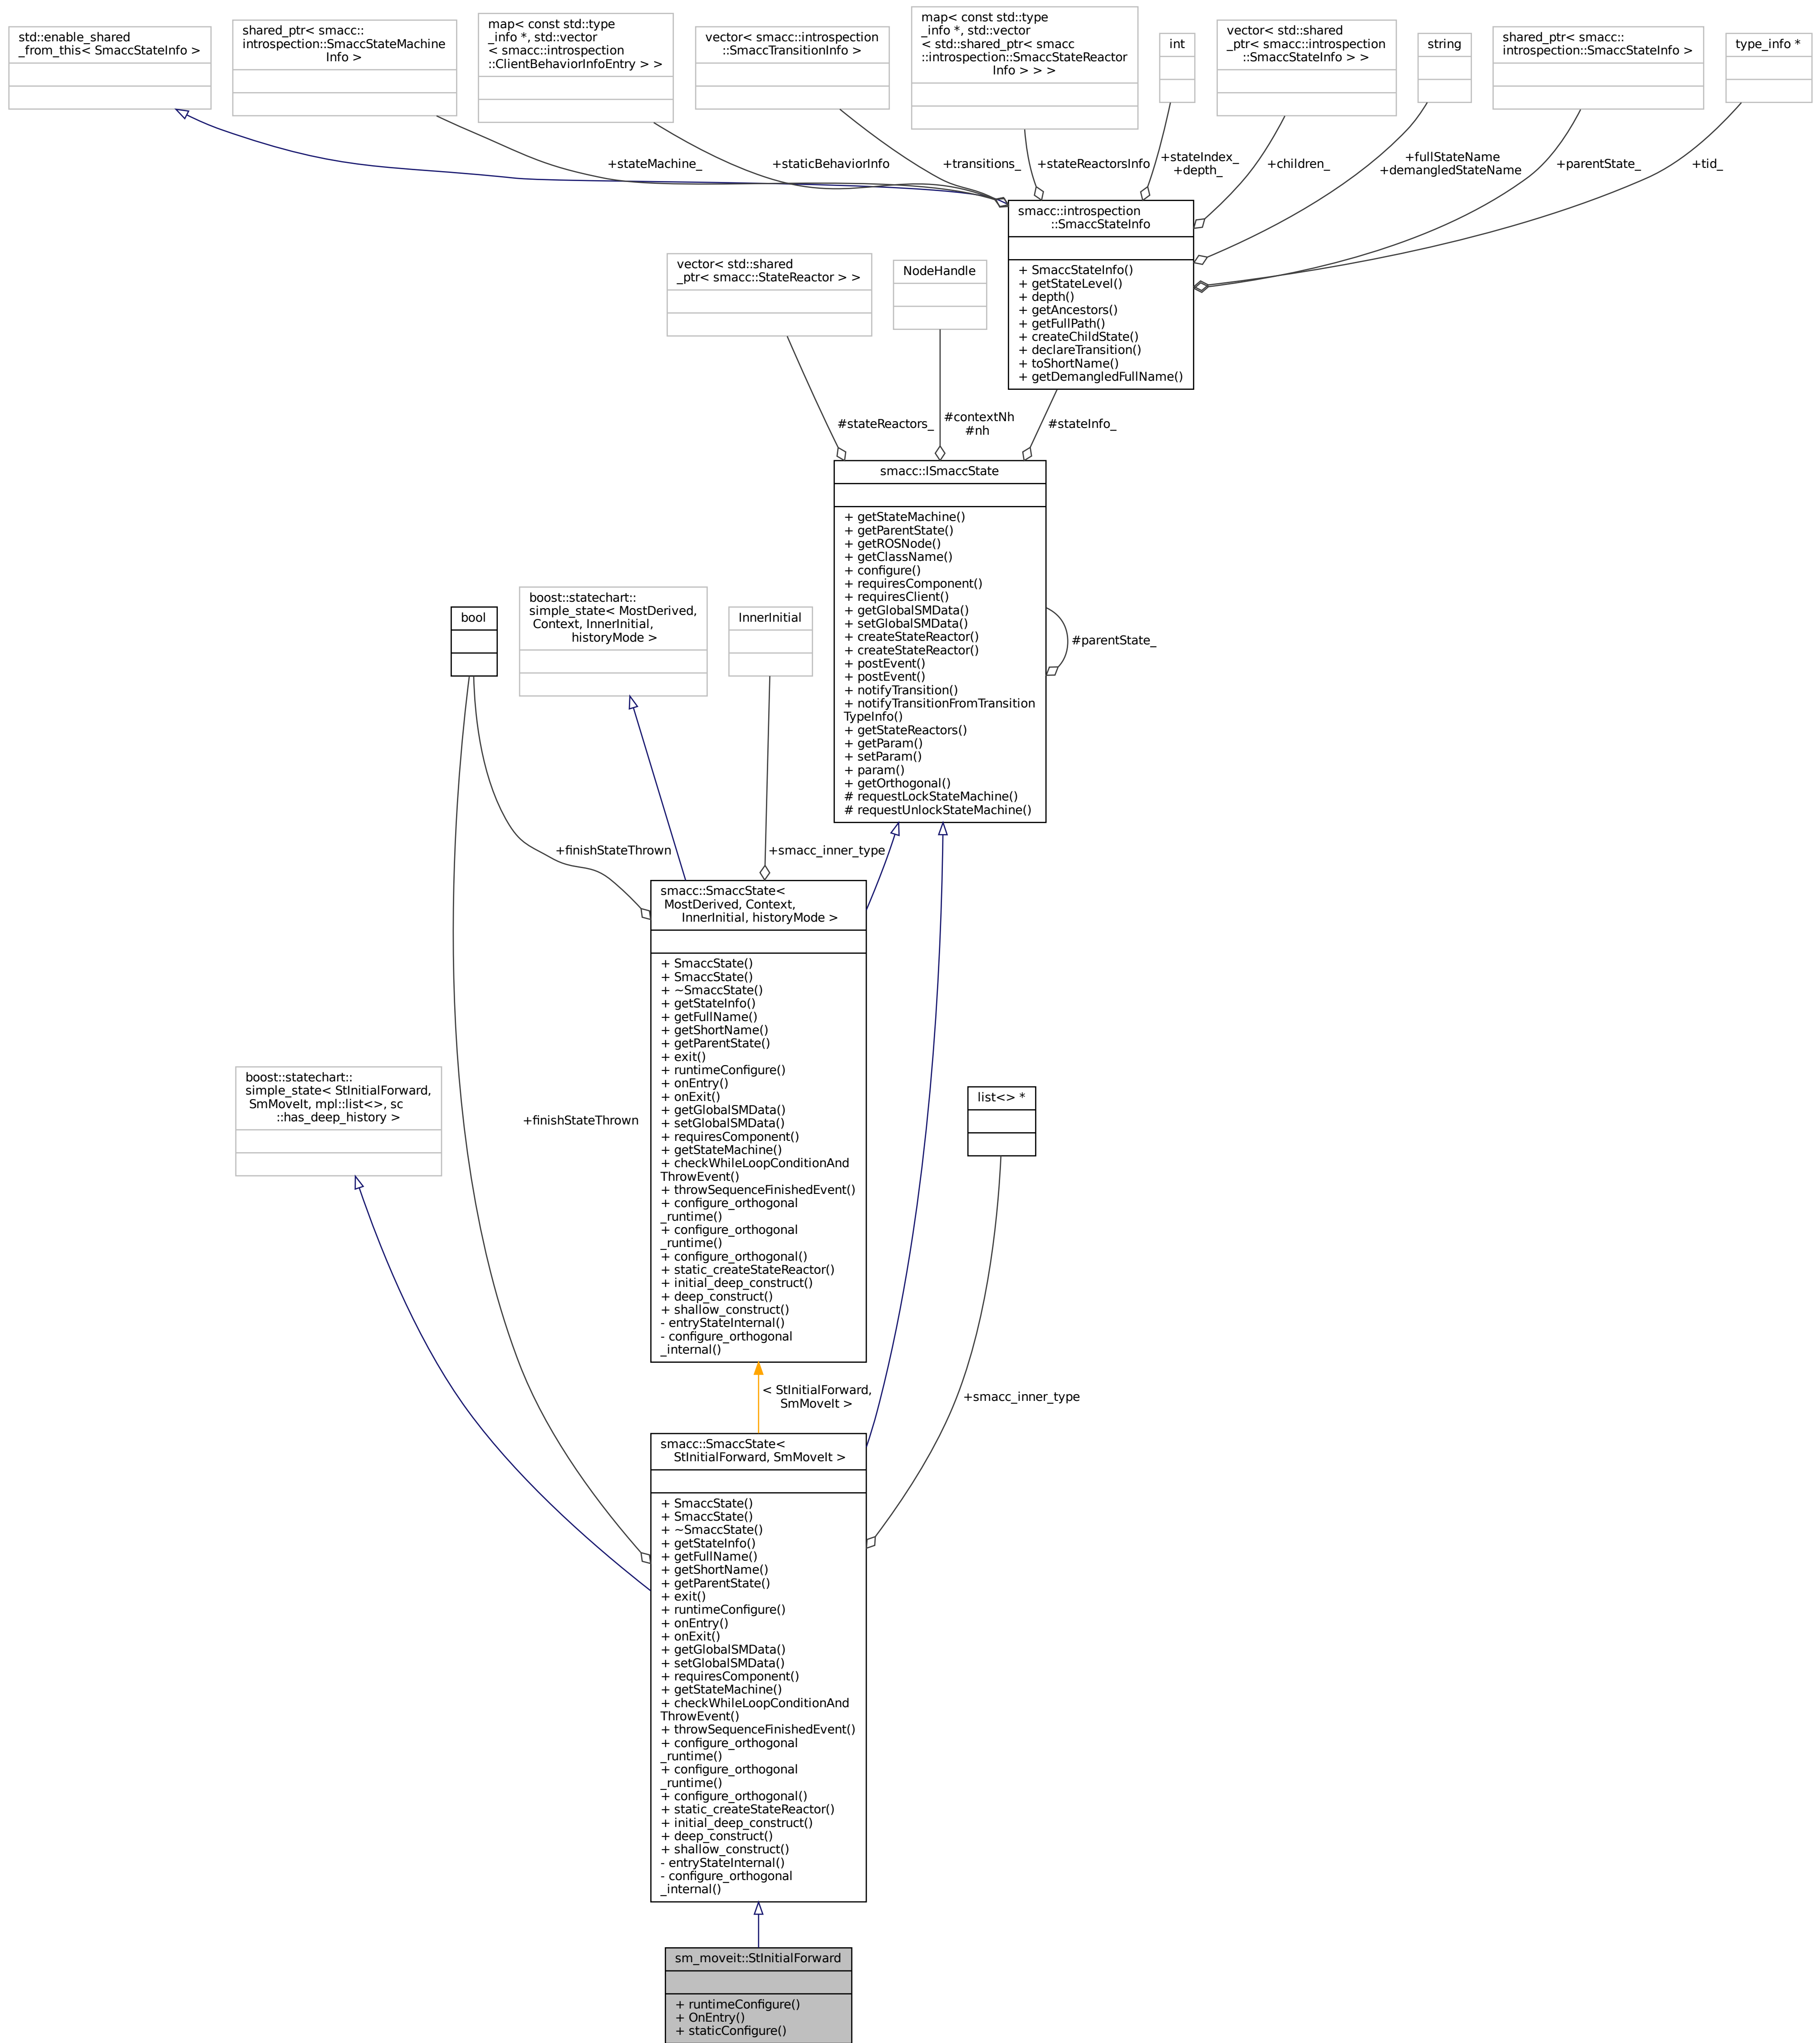 std::enable_shared
_from_this< SmaccStateInfo >
shared_ptr< smacc::
introspection::SmaccStateMachine
Info >
map< const std::type
_info *, std::vector
< smacc::introspection
::ClientBehaviorInfoEntry > >
vector< smacc::introspection
::SmaccTransitionInfo >
map< const std::type
_info *, std::vector
< std::shared_ptr< smacc
::introspection::SmaccStateReactor
Info > > >
int
vector< std::shared
_ptr< smacc::introspection
::SmaccStateInfo > >
string
shared_ptr< smacc::
introspection::SmaccStateInfo >
type_info *
+stateMachine_
+staticBehaviorInfo
+transitions_
+stateReactorsInfo
+stateIndex_
+depth_
+children_
+fullStateName
+demangledStateName
+parentState_
+tid_
smacc::introspection
::SmaccStateInfo
+ SmaccStateInfo()
+ getStateLevel()
+ depth()
+ getAncestors()
+ getFullPath()
+ createChildState()
+ declareTransition()
+ toShortName()
+ getDemangledFullName()
vector< std::shared
_ptr< smacc::StateReactor > >
NodeHandle
#stateReactors_
#contextNh
#nh
#stateInfo_
smacc::ISmaccState
+ getStateMachine()
+ getParentState()
+ getROSNode()
+ getClassName()
+ configure()
+ requiresComponent()
+ requiresClient()
+ getGlobalSMData()
+ setGlobalSMData()
+ createStateReactor()
+ createStateReactor()
+ postEvent()
+ postEvent()
+ notifyTransition()
+ notifyTransitionFromTransition
TypeInfo()
+ getStateReactors()
+ getParam()
+ setParam()
+ param()
+ getOrthogonal()
# requestLockStateMachine()
# requestUnlockStateMachine()
#parentState_
bool
boost::statechart::
simple_state< MostDerived,
Context, InnerInitial,
historyMode >
InnerInitial
+finishStateThrown
+smacc_inner_type
smacc::SmaccState<
MostDerived, Context,
InnerInitial, historyMode >
+ SmaccState()
+ SmaccState()
+ ~SmaccState()
+ getStateInfo()
+ getFullName()
+ getShortName()
+ getParentState()
+ exit()
+ runtimeConfigure()
+ onEntry()
+ onExit()
+ getGlobalSMData()
+ setGlobalSMData()
+ requiresComponent()
+ getStateMachine()
+ checkWhileLoopConditionAnd
ThrowEvent()
+ throwSequenceFinishedEvent()
+ configure_orthogonal
_runtime()
+ configure_orthogonal
_runtime()
+ configure_orthogonal()
+ static_createStateReactor()
+ initial_deep_construct()
+ deep_construct()
+ shallow_construct()
- entryStateInternal()
- configure_orthogonal
_internal()
boost::statechart::
simple_state< StInitialForward,
SmMoveIt, mpl::list<>, sc
::has_deep_history >
+finishStateThrown
list<> *
< StInitialForward,
SmMoveIt >
+smacc_inner_type
smacc::SmaccState<
StInitialForward, SmMoveIt >
+ SmaccState()
+ SmaccState()
+ ~SmaccState()
+ getStateInfo()
+ getFullName()
+ getShortName()
+ getParentState()
+ exit()
+ runtimeConfigure()
+ onEntry()
+ onExit()
+ getGlobalSMData()
+ setGlobalSMData()
+ requiresComponent()
+ getStateMachine()
+ checkWhileLoopConditionAnd
ThrowEvent()
+ throwSequenceFinishedEvent()
+ configure_orthogonal
_runtime()
+ configure_orthogonal
_runtime()
+ configure_orthogonal()
+ static_createStateReactor()
+ initial_deep_construct()
+ deep_construct()
+ shallow_construct()
- entryStateInternal()
- configure_orthogonal
_internal()
sm_moveit::StInitialForward
+ runtimeConfigure()
+ OnEntry()
+ staticConfigure()